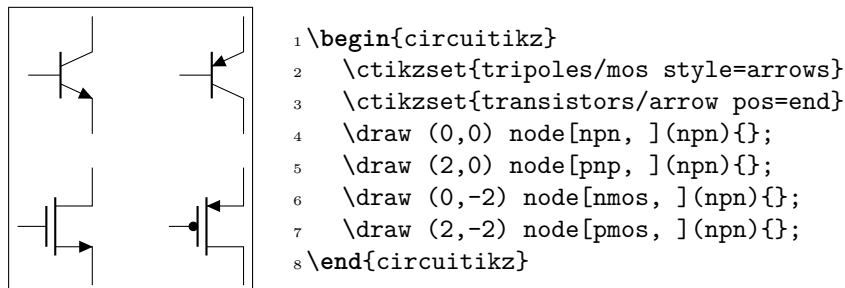 1 \begin{circuitikz}
2 \ctikzset{tripoles/mos style=arrows}
3 \ctikzset{transistors/arrow pos=end}
4 \draw (0,0) node[npn, ](npn){};
5 \draw (2,0) node[pnp, ](npn){};
6 \draw (0,-2) node[nmos, ](npn){};
7 \draw (2,-2) node[pmos, ](npn){};
8 \end{circuitikz}